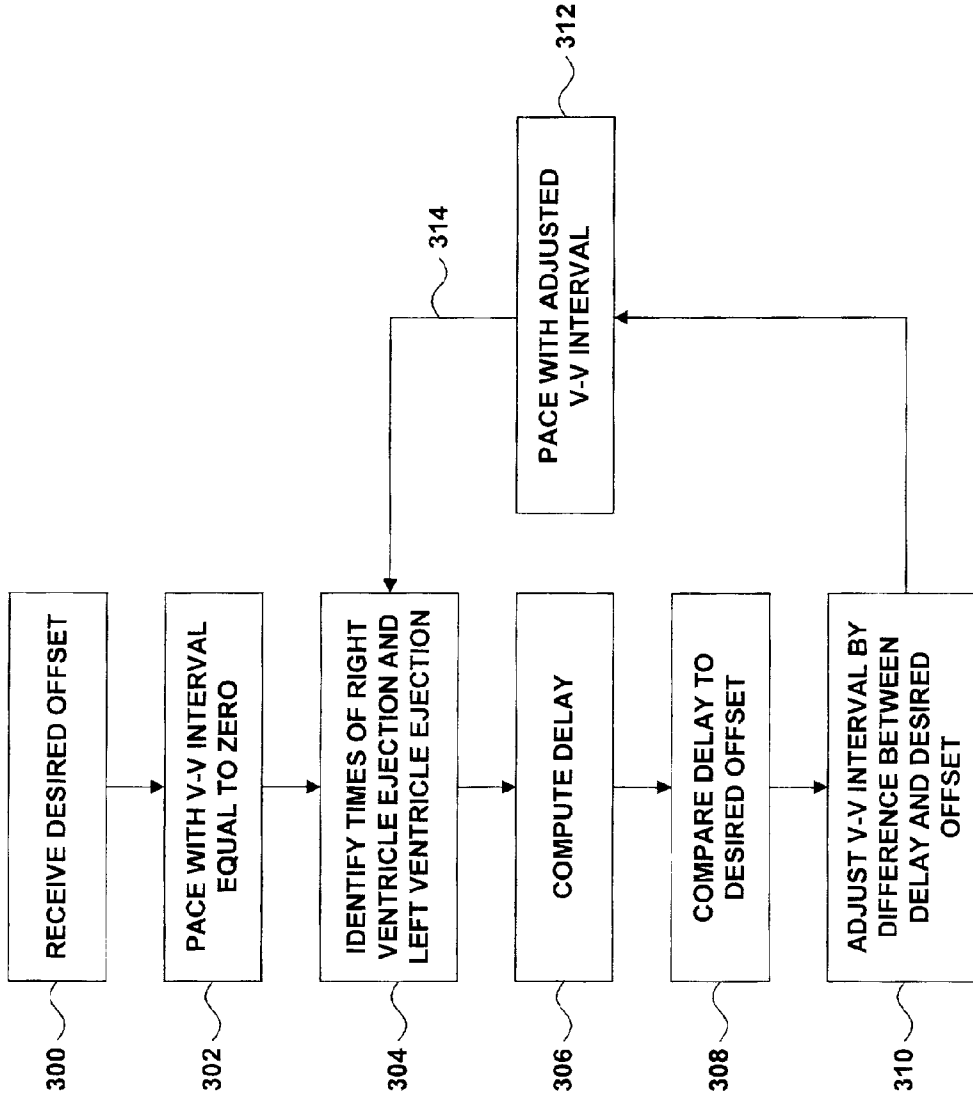 300
RECEIVE DESIRED OFFSET
302
PACE WITH V-V INTERVAL
EQUAL TO ZERO
304
IDENTIFY TIMES OF RIGHT
VENTRICLE EJECTION AND
LEFT VENTRICLE EJECTION
306
COMPUTE DELAY
308
COMPARE DELAY TO
DESIRED OFFSET
310
ADJUST V-V INTERVAL BY
DIFFERENCE BETWEEN
DELAY AND DESIRED
OFFSET
312
PACE WITH ADJUSTED
V-V INTERVAL
314